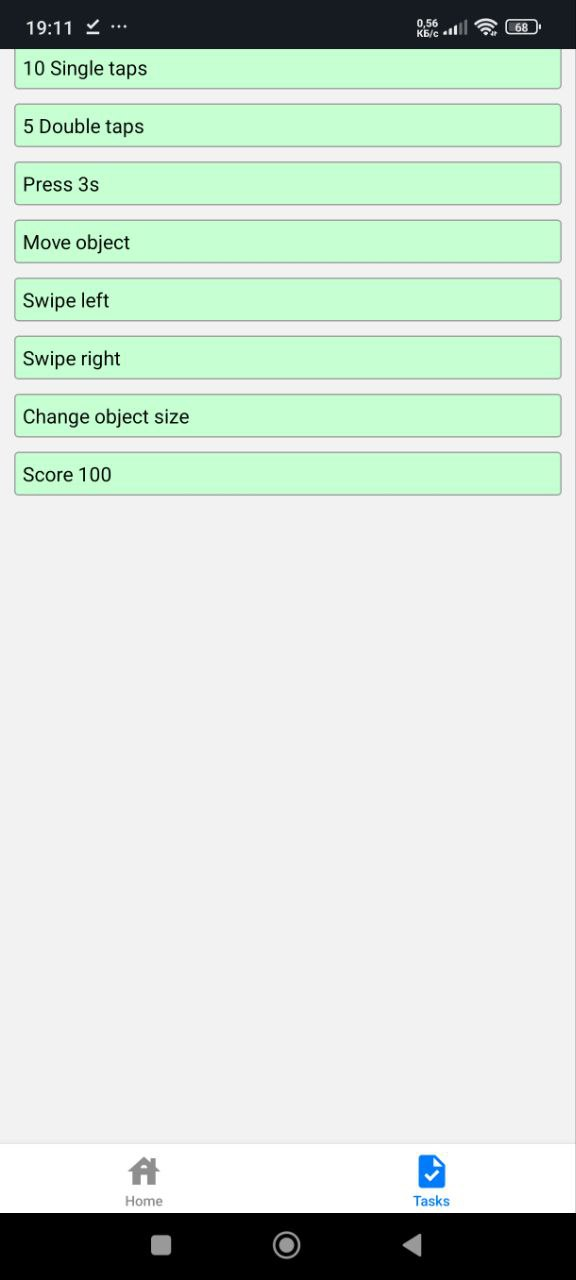 19:11
0,56
КБ/с
68
10 Single taps
5 Double taps
Press 3s
Move object
Swipe left
Swipe right
Change object size
Score 100
Home
Tasks